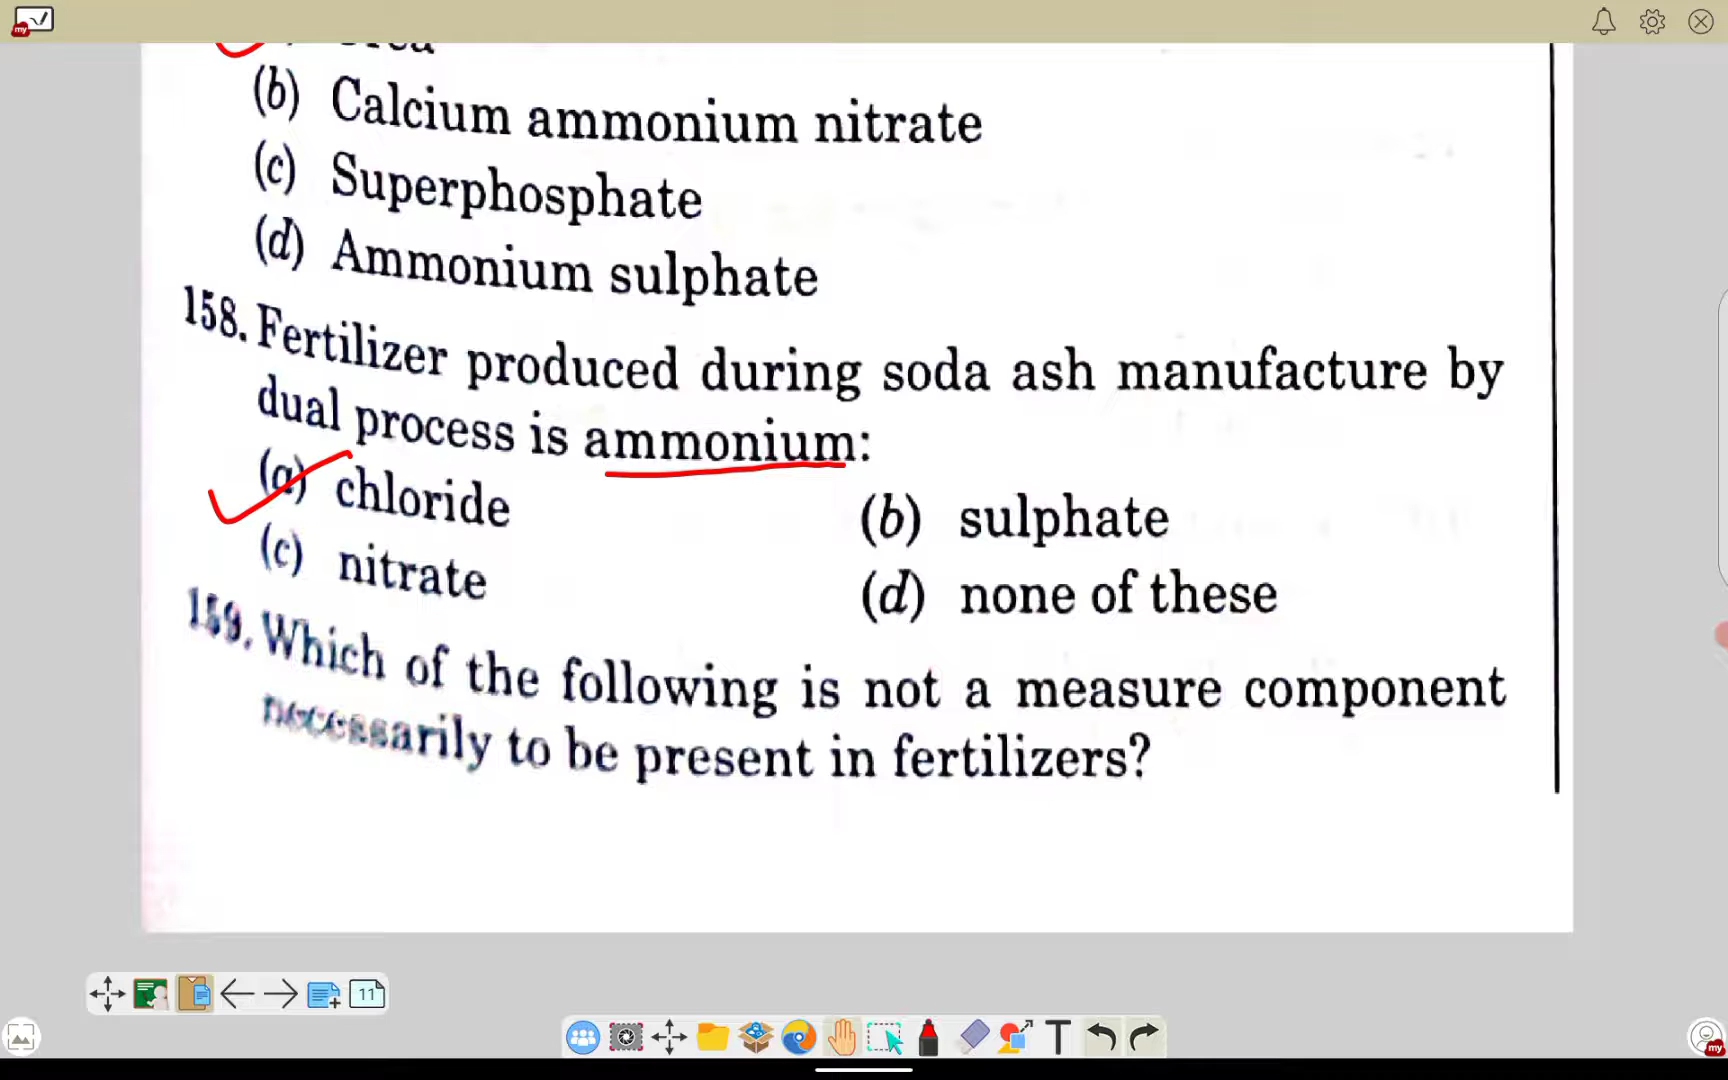 (b) Calcium ammonium nitrate
(c) Superphosphate
(d) Ammonium sulphate
158. Fertilizer produced during soda ash manufacture by
dual process is ammonium:
(a) chloride (b) sulphate
(c) nitrate (d) none of these
159. Which of the following is not a measure component
necessarily to be present in fertilizers?
11
T
my
my